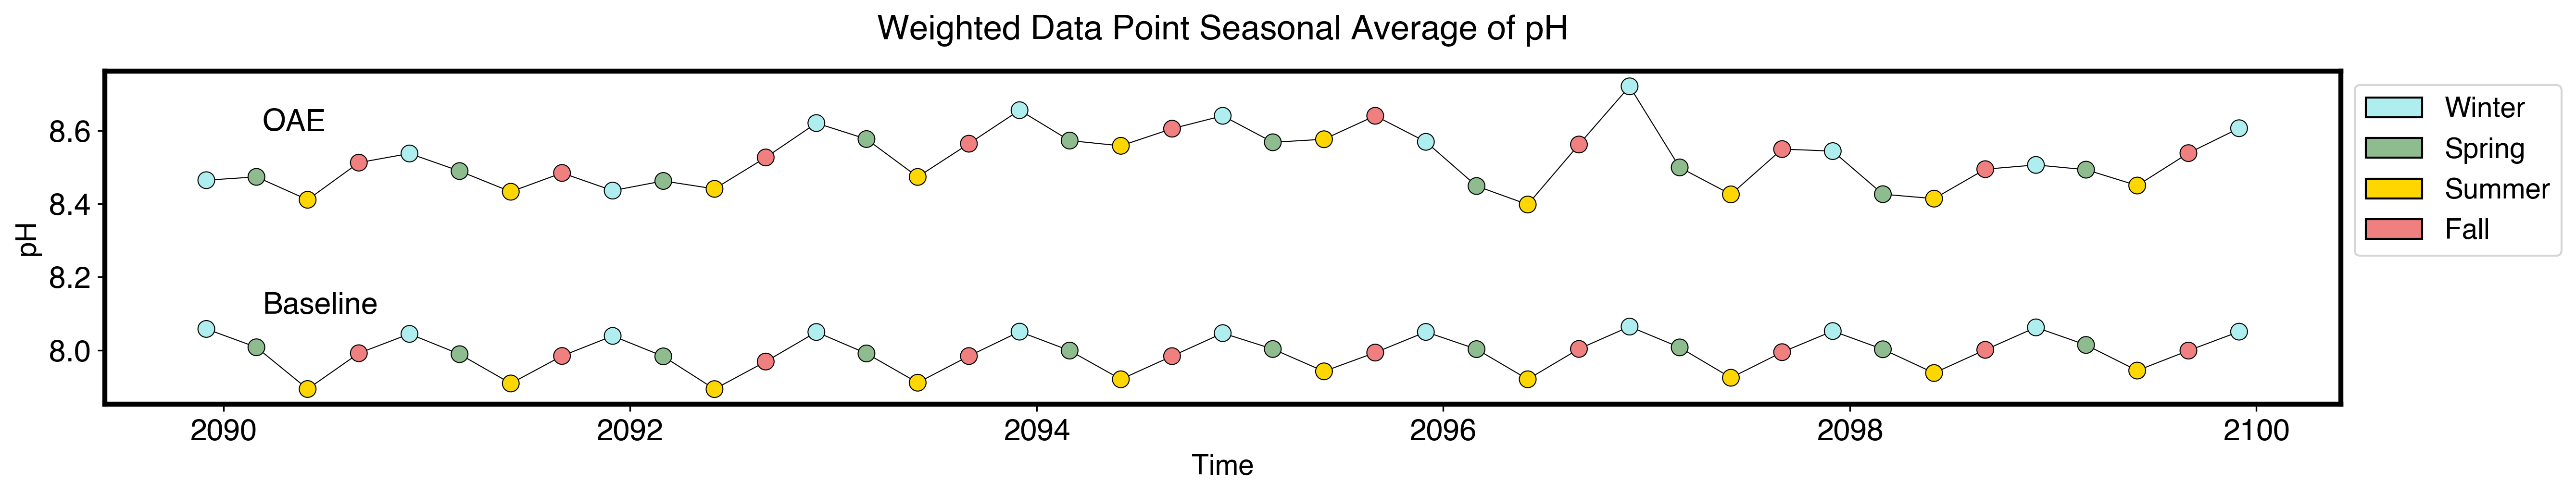 Weighted Data Point Seasonal Average of pH
OAE
Baseline
pH
8.6
8.4
8.2
8.0
2090
2092
2094
2096
2098
2100
Time
Winter
Spring
Summer
Fall